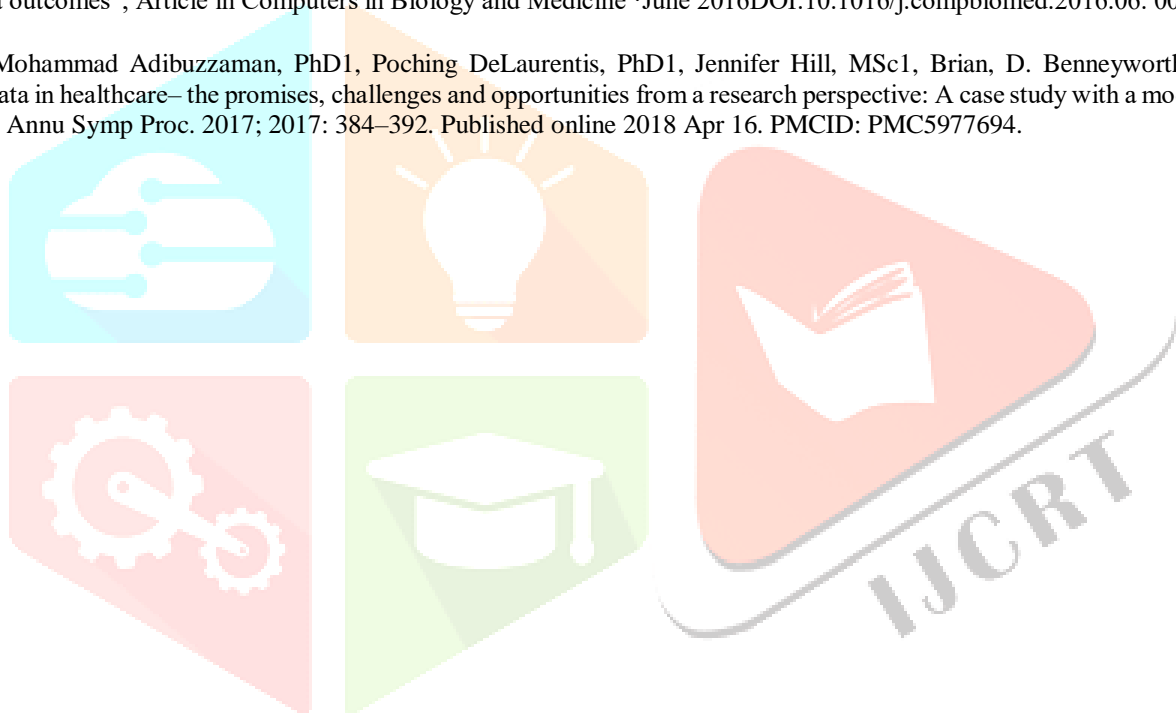 outcomes", Article in Computers in Biology and Medicine ·June 2016DOI.10.1016/j.compbiomed.2016.06. 00
Mohammad Adibuzzaman, PhD1, Poching DeLaurentis, PhD1, Jennifer Hill, MSc1, Brian, D. Benneyworth
ata in healthcare– the promises, challenges and opportunities from a research perspective: A case study with a mo
Annu Symp Proc. 2017; 2017: 384–392. Published online 2018 Apr 16. PMCID: PMC5977694.
IJCRT